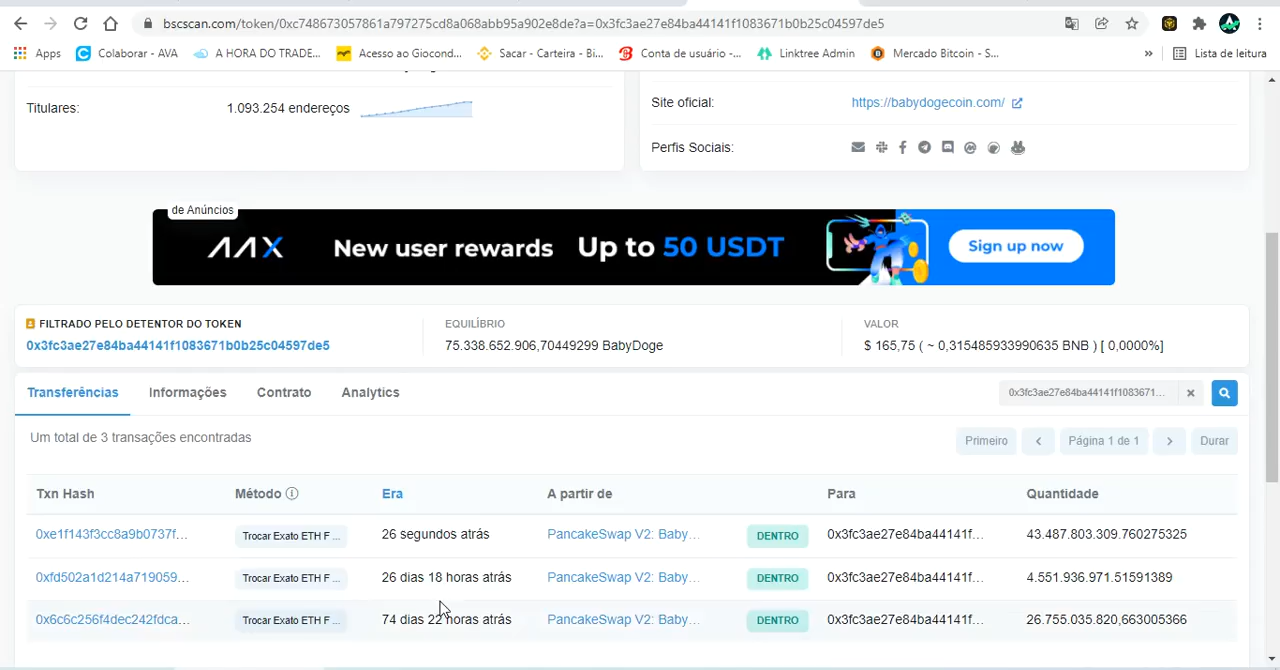 bscscan.com/token/0xc748673057861a797275cd8a068abb95a902e8de?a=0x3fc3ae27e84ba44141f1083671b0b25c04597de5
Apps Colaborar - AVA A HORA DO TRADE... Acesso ao Giocond... Sacar - Carteira - Bi... Conta de usuário -... Linktree Admin Mercado Bitcoin - S... » Lista de leitura
Titulares: 1.093.254 endereços
Site oficial: https://babydogecoin.com/
Perfis Sociais:
de Anúncios
AAX New user rewards Up to 50 USDT Sign up now
FILTRADO PELO DETENTOR DO TOKEN
0x3fc3ae27e84ba44141f1083671b0b25c04597de5
EQUILÍBRIO
75.338.652.906,70449299 BabyDoge
VALOR
$ 165,75 ( ~ 0,315485933990635 BNB ) [ 0,0000%]
Transferências Informações Contrato Analytics 0x3fc3ae27e84ba44141f1083671...
Um total de 3 transações encontradas
Primeiro Página 1 de 1 Durar
Txn Hash Método Era A partir de Para Quantidade
0xe1f143f3cc8a9b0737f... Trocar Exato ETH F ... 26 segundos atrás PancakeSwap V2: Baby... DENTRO 0x3fc3ae27e84ba44141f... 43.487.803.309.760275325
0xfd502a1d214a719059... Trocar Exato ETH F ... 26 dias 18 horas atrás PancakeSwap V2: Baby... DENTRO 0x3fc3ae27e84ba44141f... 4.551.936.971.51591389
0x6c6c256f4dec242fdca... Trocar Exato ETH F ... 74 dias 22 horas atrás PancakeSwap V2: Baby... DENTRO 0x3fc3ae27e84ba44141f... 26.755.035.820,663005366